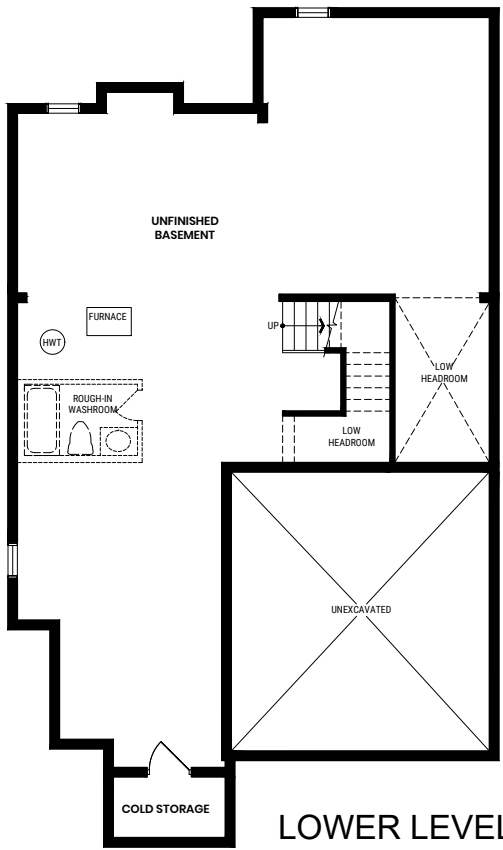 UNFINISHED
BASEMENT
FURNACE
UP
HWT
LOW
HEADROOM
ROUGH-IN
WASHROOM
LOW
HEADROOM
UNEXCAVATED
COLD STORAGE
LOWER LEVEL